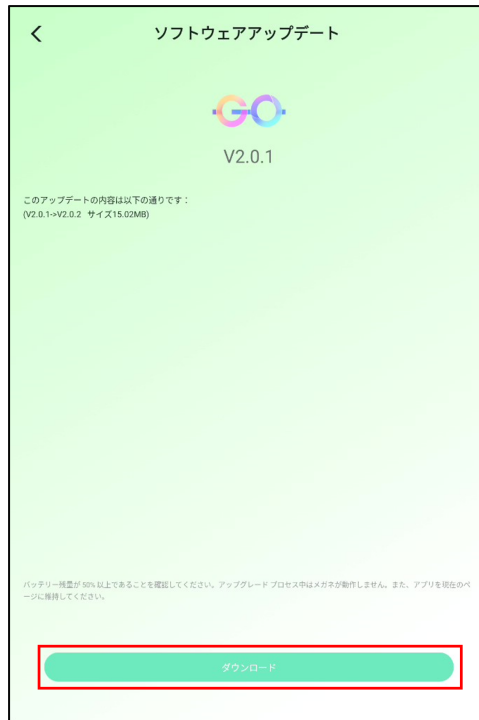 ソフトウェアアップデート
GO
V2.0.1
このアップデートの内容は以下の通りです：
(V2.0.1->V2.0.2 サイズ15.02MB)
バッテリー残量が 50% 以上であることを確認してください。アップグレード プロセス中はメガネが動作しません。また、アプリを現在のペ
ージに維持してください。
ダウンロード